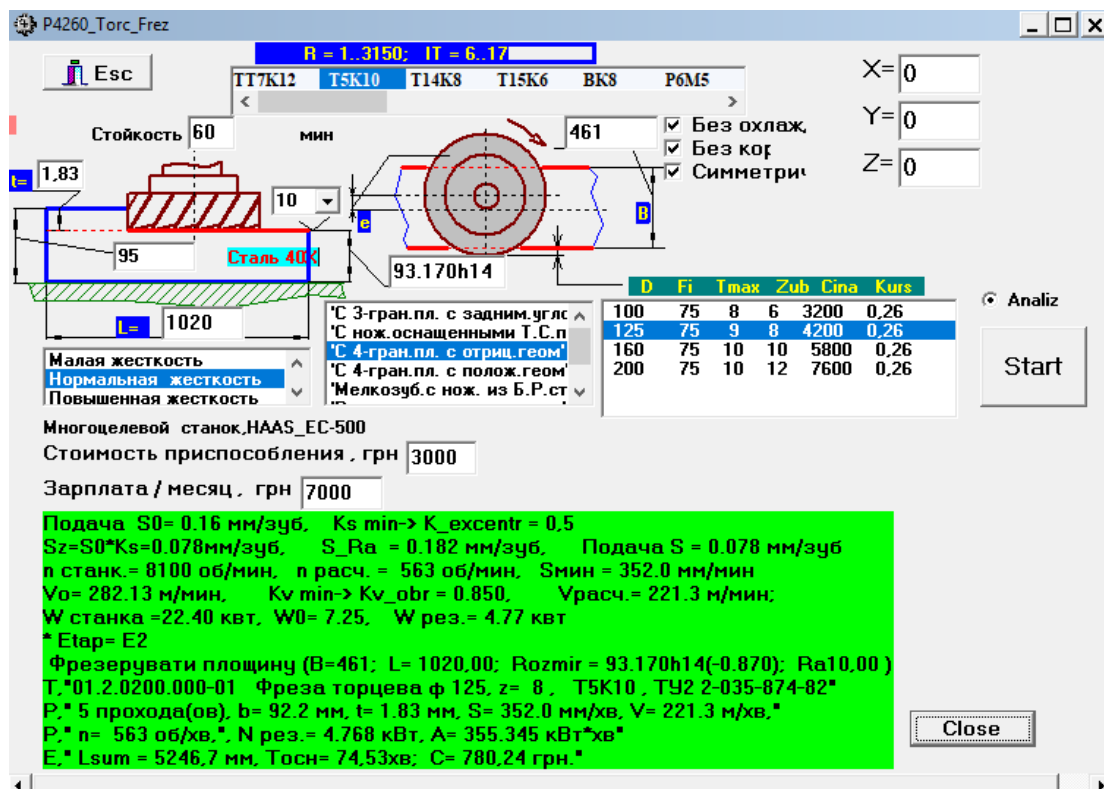 P4260_Torc_Frez
R = 1..3150; IT = 6..17
Esc
TT7K12 T5K10 T14K8 T15K6 BK8 P6M5
X= 0
Стойкость 60 мин
461
Без охлаж,
Y= 0
Без кор
t= 1,83
Симметрич
Z= 0
10
e
B
95
Сталь 40Х
93.170h14
D Fi Tmax Zub Cina Kurs
L= 1020
'С 3-гран.пл. с задним.угло
'С нож.оснащенными Т.С.п
'С 4-гран.пл. с отриц.геом'
'С 4-гран.пл. с полож.геом'
'Мелкозуб.с нож. из Б.Р.ст
100 75 8 6 3200 0,26
125 75 9 8 4200 0,26
160 75 10 10 5800 0,26
200 75 10 12 7600 0,26
Analiz
Start
Малая жесткость
Нормальная жесткость
Повышенная жесткость
Многоцелевой станок,HAAS_EC-500
Стоимость приспособления , грн 3000
Зарплата / месяц , грн 7000
Подача S0= 0.16 мм/зуб, Ks min-> K_excentr = 0,5
Sz=S0*Ks=0.078мм/зуб, S_Ra = 0.182 мм/зуб, Подача S = 0.078 мм/зуб
n станк.= 8100 об/мин, n расч. = 563 об/мин, Sмин = 352.0 мм/мин
Vo= 282.13 м/мин, Kv min-> Kv_obr = 0.850, Vрасч.= 221.3 м/мин;
W станка =22.40 квт, W0= 7.25, W рез.= 4.77 квт
* Etap= E2
Фрезерувати площину (B=461; L= 1020,00; Rozmir = 93.170h14(-0.870); Ra10,00 )
T,"01.2.0200.000-01 Фреза торцева ф 125, z= 8 , T5K10 , ТУ2 2-035-874-82"
P," 5 прохода(ов), b= 92.2 мм, t= 1.83 мм, S= 352.0 мм/хв, V= 221.3 м/хв,"
P," n= 563 об/хв,", N рез.= 4.768 кВт, A= 355.345 кВт*хв"
E," Lsum = 5246,7 мм, Тосн= 74,53хв; C= 780,24 грн."
Close